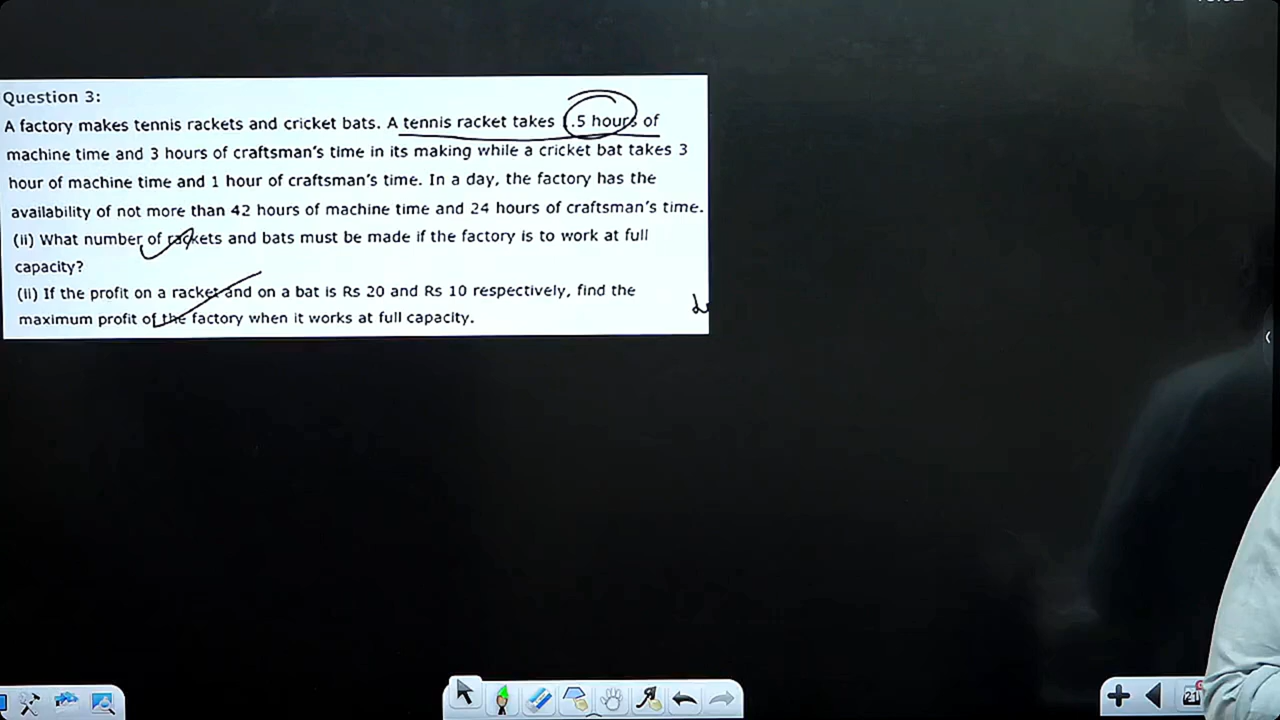 Question 3:
A factory makes tennis rackets and cricket bats. A tennis racket takes .5 hours of
machine time and 3 hours of craftsman's time in its making while a cricket bat takes 3
hour of machine time and 1 hour of craftsman's time. In a day, the factory has the
availability of not more than 42 hours of machine time and 24 hours of craftsman's time.
(ii) What number of rackets and bats must be made if the factory is to work at full
capacity?
(ii) If the profit on a racket and on a bat is Rs 20 and Rs 10 respectively, find the
maximum profit of the factory when it works at full capacity.
21